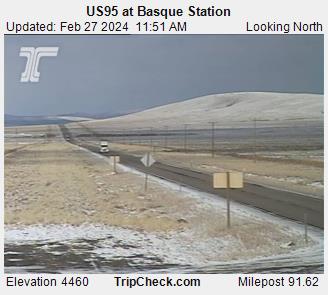 US95 at Basque Station
Updated: Feb 27 2024 11:51 AM Looking North
Elevation 4460 TripCheck.com Milepost 91.62